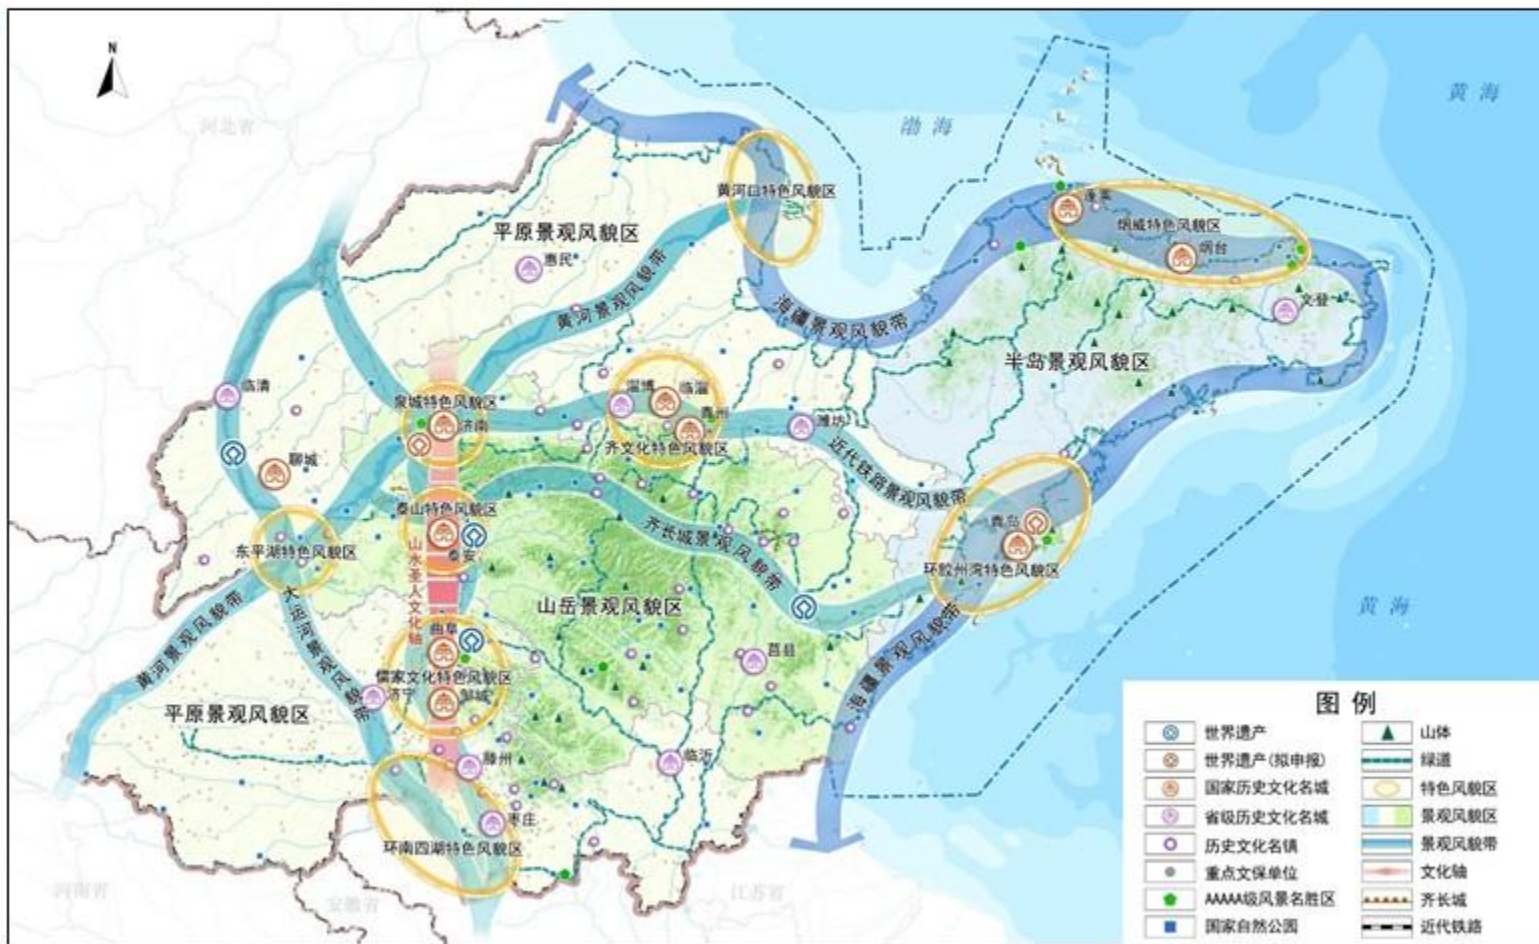 N
河北省
渤海
黄海
黄河口特色风貌区
平原景观风貌区
惠民
黄河景观风貌带
海疆景观风貌带
蓬莱
烟威特色风貌区
烟台
文登
半岛景观风貌区
临清
泉城特色风貌区
济南
淄博
临淄
青州
齐文化特色风貌区
潍坊
近代铁路景观风貌带
聊城
泰山特色风貌区
泰安
东平湖特色风貌区
山水圣人文化轴
齐长城景观风貌带
青岛
环胶州湾特色风貌区
黄海
山岳景观风貌区
黄河景观风貌带
大运河景观风貌带
曲阜
儒家文化特色风貌区
济宁
邹城
莒县
海疆景观风貌带
平原景观风貌区
滕州
临沂
枣庄
环南四湖特色风貌区
河南省
安徽省
江苏省
图例
世界遗产
世界遗产(拟申报)
国家历史文化名城
省级历史文化名城
历史文化名镇
重点文保单位
AAAAA级风景名胜区
国家自然公园
山体
绿道
特色风貌区
景观风貌区
景观风貌带
文化轴
齐长城
近代铁路